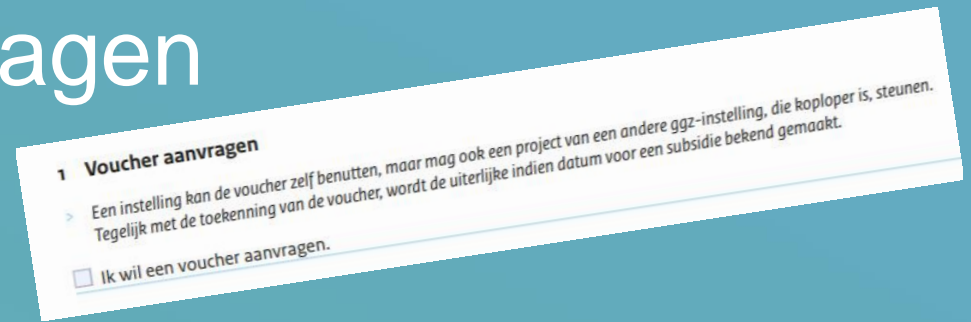 agen
1 Voucher aanvragen
> Een instelling kan de voucher zelf benutten, maar mag ook een project van een andere ggz-instelling, die koploper is, steunen.
Tegelijk met de toekenning van de voucher, wordt de uiterlijke indien datum voor een subsidie bekend gemaakt.
Ik wil een voucher aanvragen.